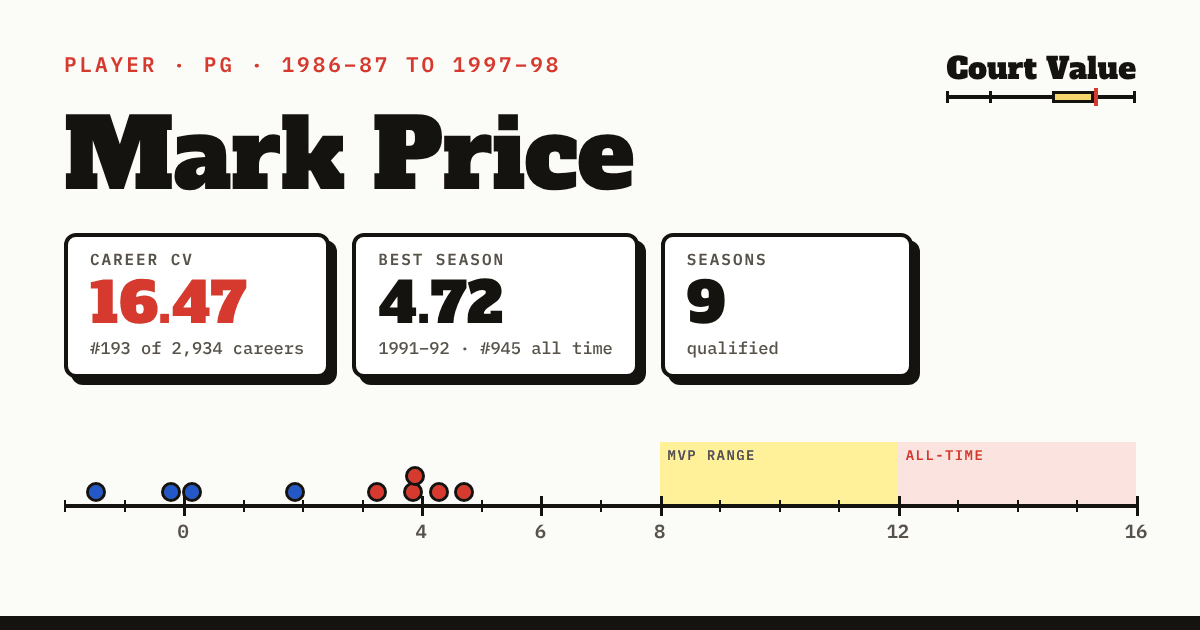 PLAYER · PG · 1986–87 TO 1997–98
Court Value
Mark Price
CAREER CV
16.47
#193 of 2,934 careers
BEST SEASON
4.72
1991–92 · #945 all time
SEASONS
9
qualified
MVP RANGE
ALL-TIME
0 4 6 8 12 16